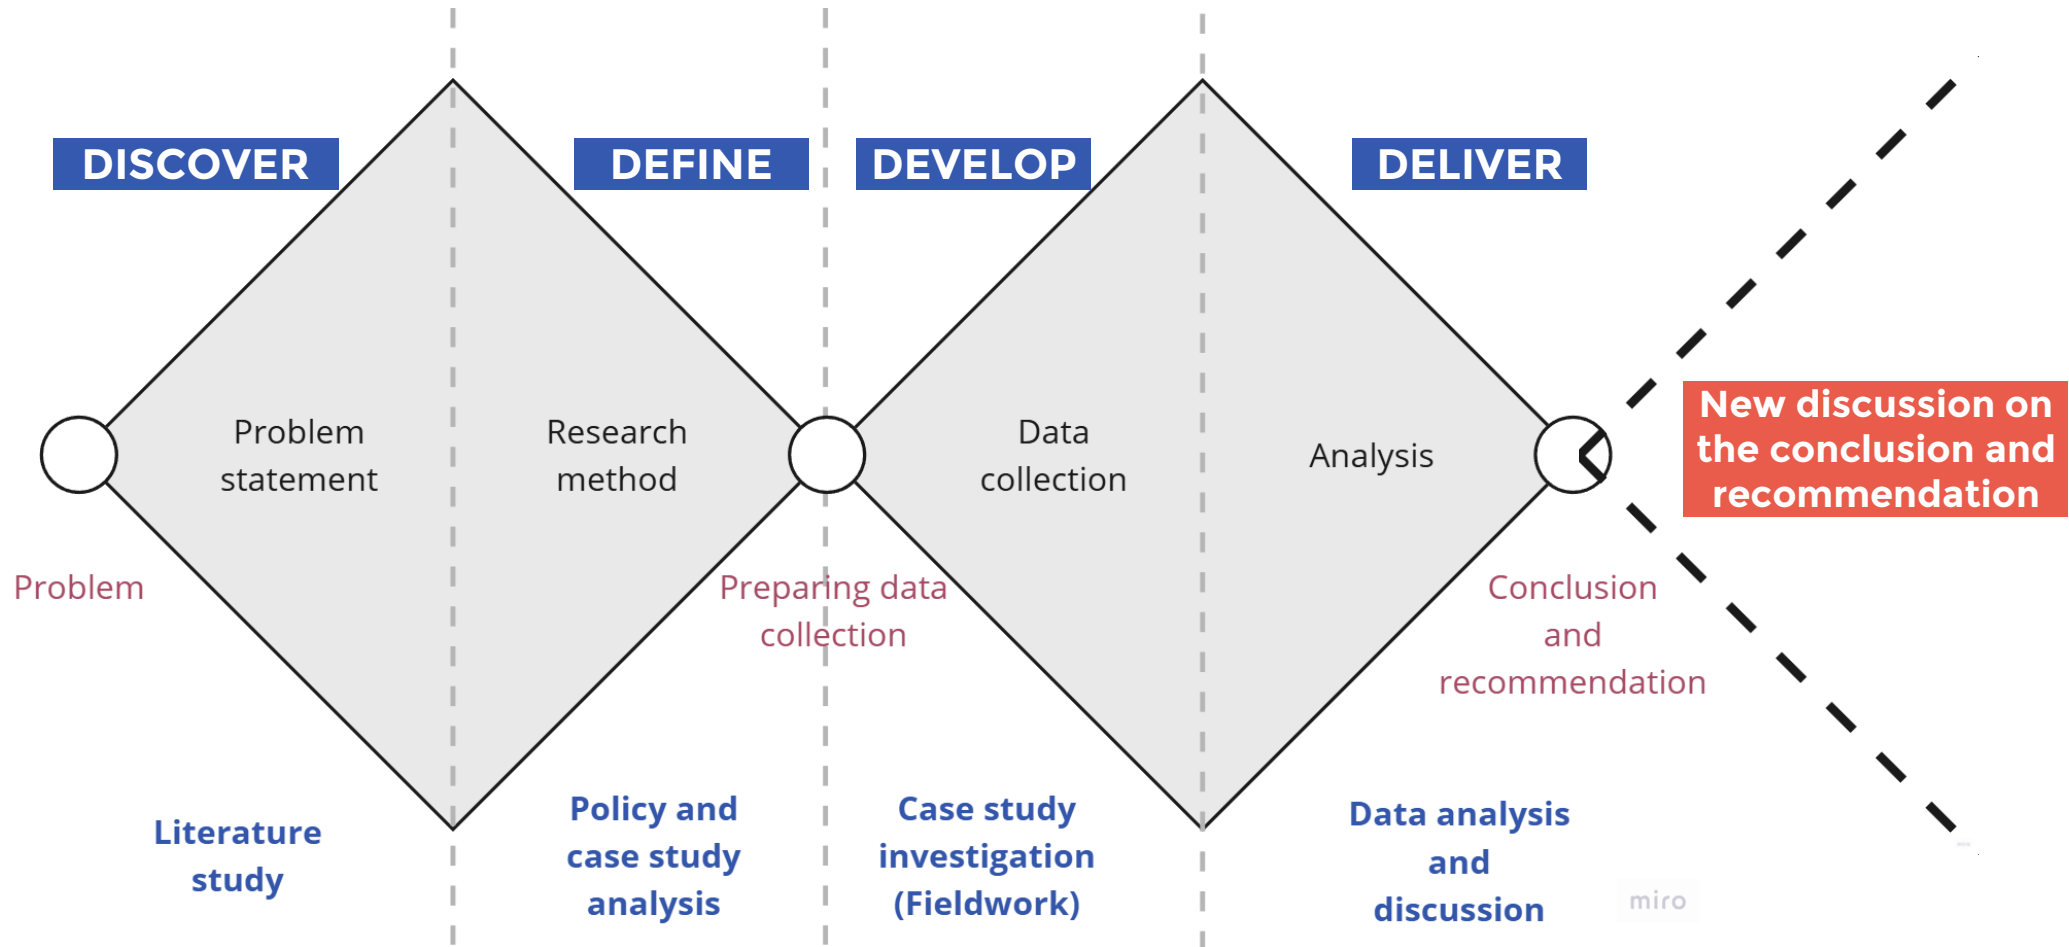 DISCOVER
DEFINE
DEVELOP
DELIVER
Problem
statement
Research
method
Data
collection
Analysis
New discussion on
the conclusion and
recommendation
Problem
Preparing data
collection
Conclusion
and
recommendation
Literature
study
Policy and
case study
analysis
Case study
investigation
(Fieldwork)
Data analysis
and
discussion
miro